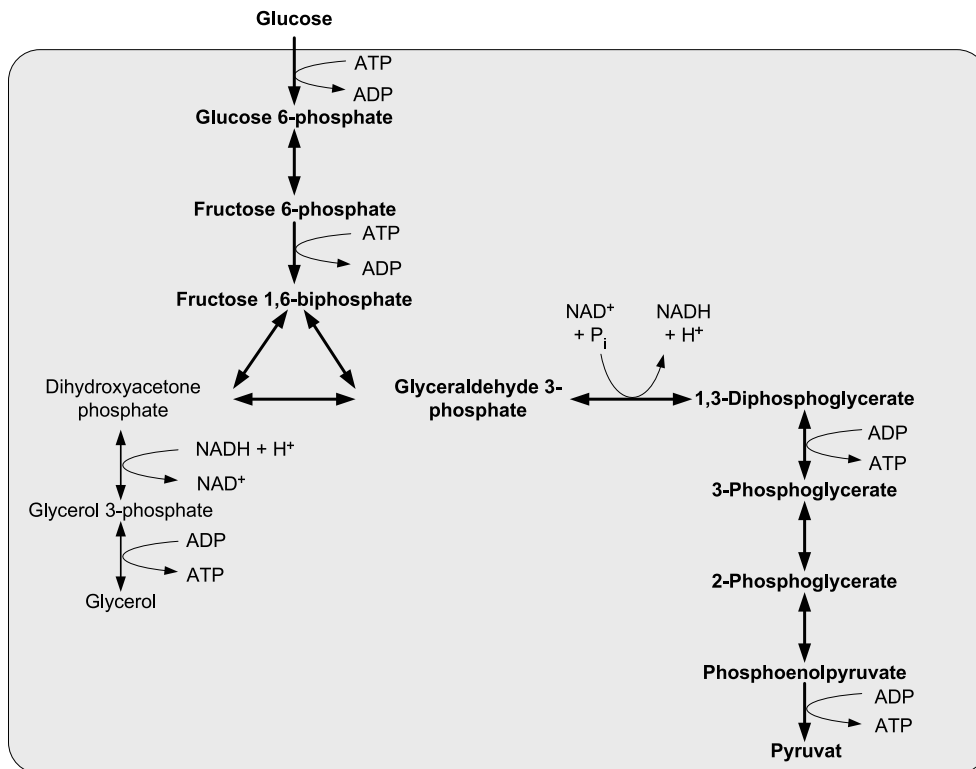 Glucose
ATP
ADP
Glucose 6-phosphate
Fructose 6-phosphate
ATP
ADP
Fructose 1,6-biphosphate
NAD⁺
+ Pᵢ
NADH
+ H⁺
Dihydroxyacetone
phosphate
Glyceraldehyde 3-
phosphate
1,3-Diphosphoglycerate
NADH + H⁺
NAD⁺
ADP
ATP
Glycerol 3-phosphate
3-Phosphoglycerate
ADP
ATP
Glycerol
2-Phosphoglycerate
Phosphoenolpyruvate
ADP
ATP
Pyruvat